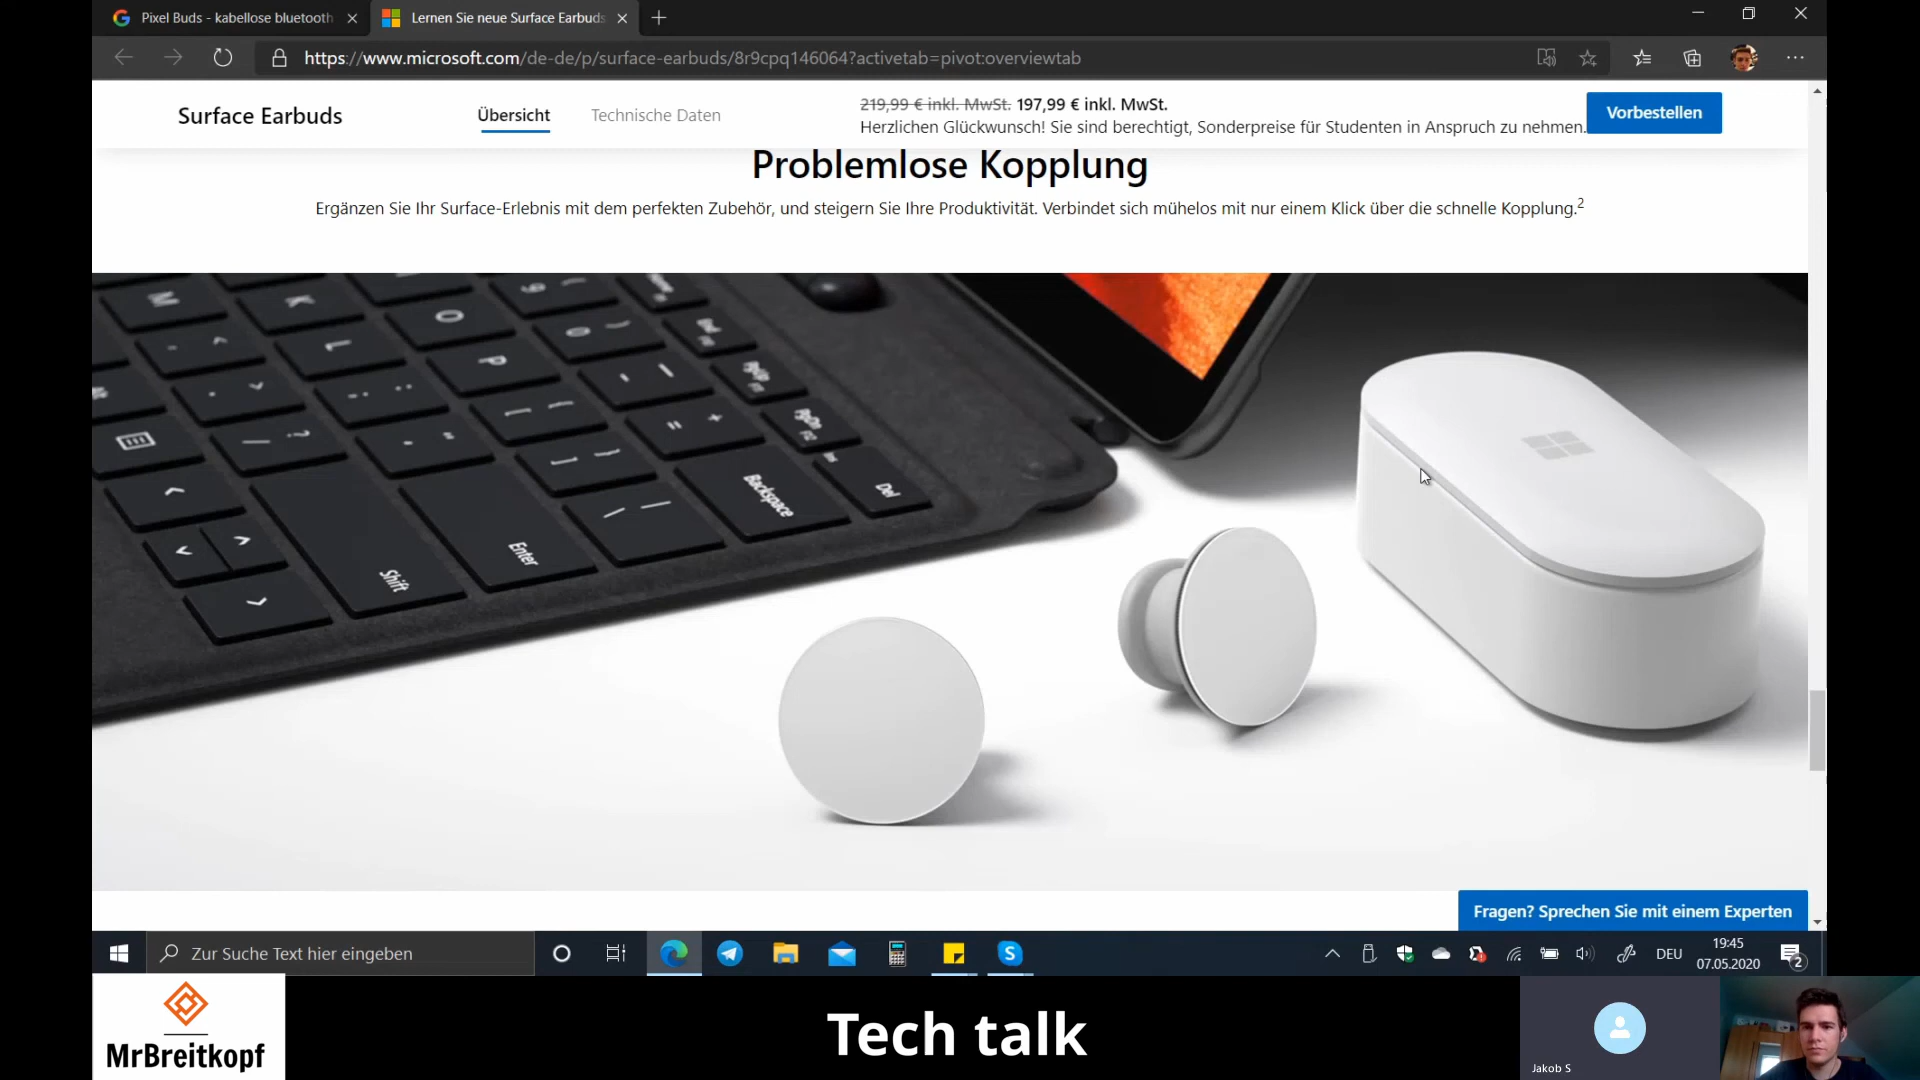 Pixel Buds - kabellose bluetooth
Lernen Sie neue Surface Earbuds
https://www.microsoft.com/de-de/p/surface-earbuds/8r9cpq146064?activetab=pivot:overviewtab
Surface Earbuds
Übersicht
Technische Daten
219,99 € inkl. MwSt. 197,99 € inkl. MwSt.
Herzlichen Glückwunsch! Sie sind berechtigt, Sonderpreise für Studenten in Anspruch zu nehmen.
Vorbestellen
Problemlose Kopplung
Ergänzen Sie Ihr Surface-Erlebnis mit dem perfekten Zubehör, und steigern Sie Ihre Produktivität. Verbindet sich mühelos mit nur einem Klick über die schnelle Kopplung.2
M
K
O
L
P
PgUp
PgDn
Ins
Del
Backspace
Enter
Shift
Fragen? Sprechen Sie mit einem Experten
Zur Suche Text hier eingeben
DEU
19:45
07.05.2020
2
MrBreitkopf
Tech talk
Jakob S